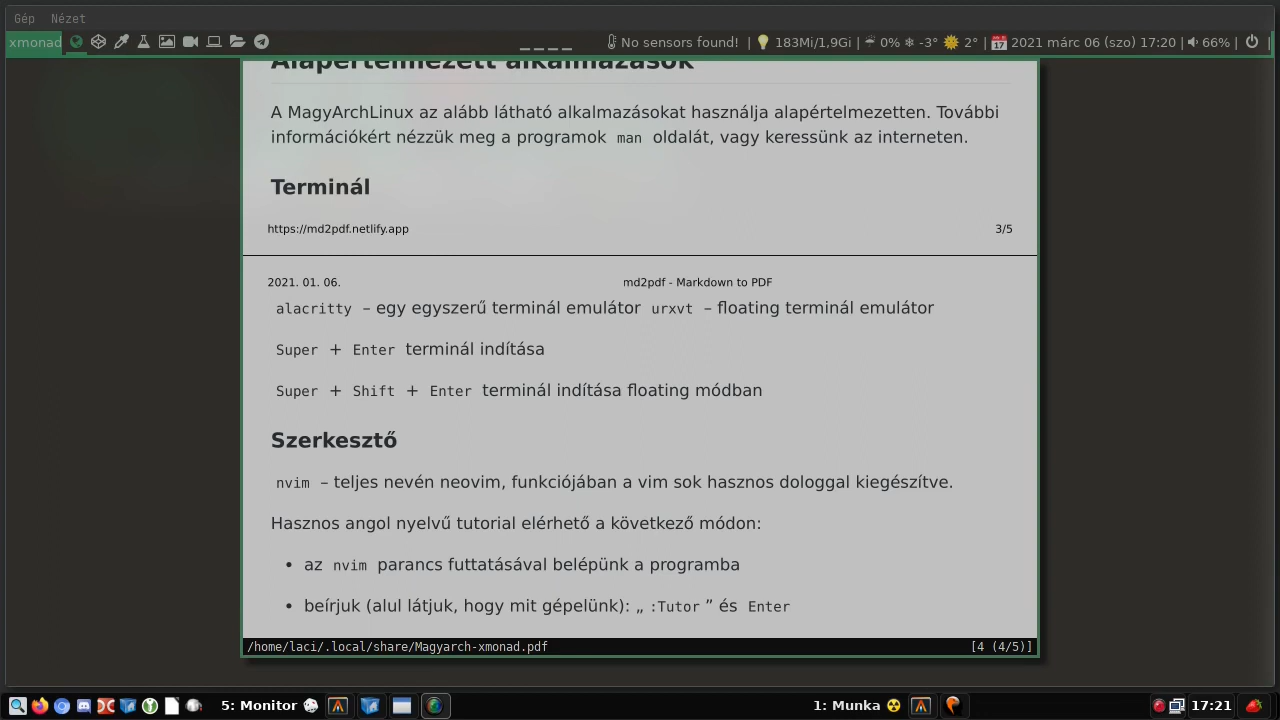 Gép Nézet
xmonad
No sensors found! | 183Mi/1,9Gi | 0% -3° 2° | 2021 márc 06 (szo) 17:20 | 66% |
Alapértelmezett alkalmazások
A MagyArchLinux az alább látható alkalmazásokat használja alapértelmezetten. További
információkért nézzük meg a programok man oldalát, vagy keressünk az interneten.
Terminál
https://md2pdf.netlify.app 3/5
2021. 01. 06. md2pdf - Markdown to PDF
alacritty – egy egyszerű terminál emulátor urxvt – floating terminál emulátor
Super + Enter terminál indítása
Super + Shift + Enter terminál indítása floating módban
Szerkesztő
nvim – teljes nevén neovim, funkciójában a vim sok hasznos dologgal kiegészítve.
Hasznos angol nyelvű tutorial elérhető a következő módon:
• az nvim parancs futtatásával belépünk a programba
• beírjuk (alul látjuk, hogy mit gépelünk): „ :Tutor ” és Enter
/home/laci/.local/share/Magyarch-xmonad.pdf [4 (4/5)]
5: Monitor 1: Munka 17:21